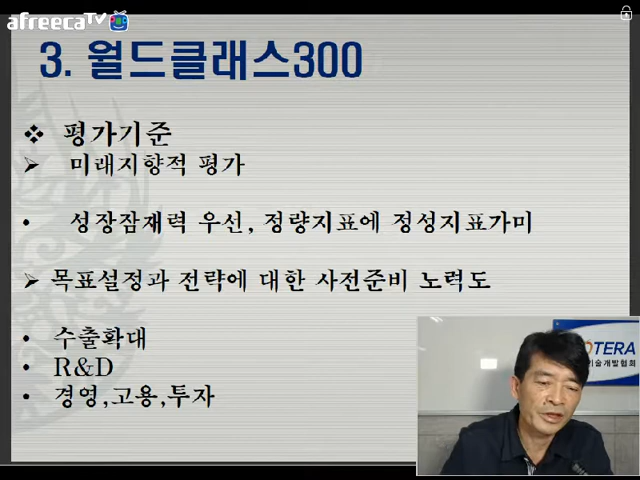 afreecaTV
3. 월드클래스300
❖ 평가기준
➢ 미래지향적 평가
• 성장잠재력 우선, 정량지표에 정성지표가미
➢ 목표설정과 전략에 대한 사전준비 노력도
• 수출확대
• R&D
• 경영,고용,투자
TERA
기술개발협회